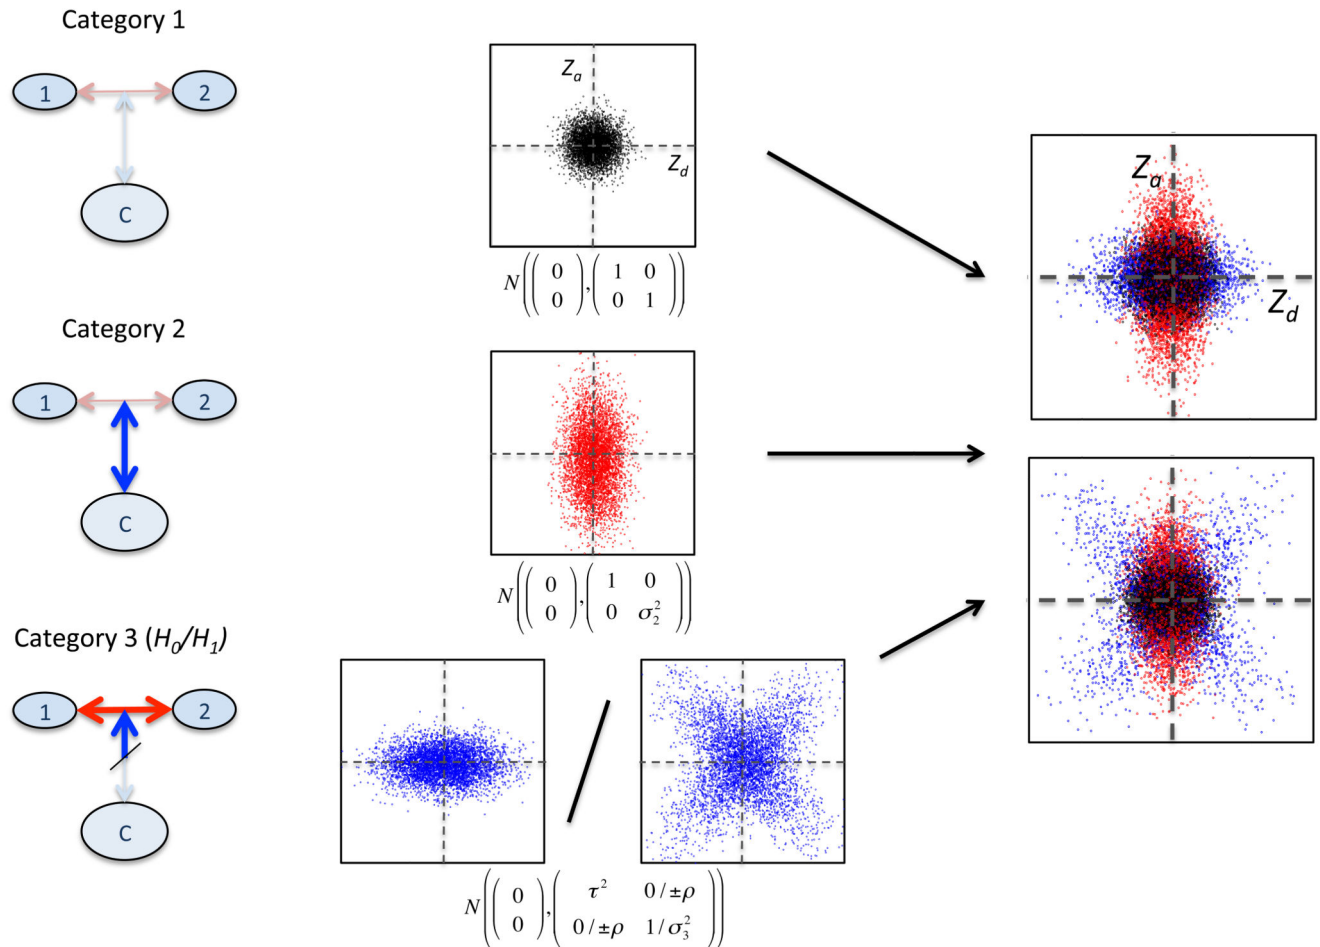 Category 1
1 2
C
Z_a
Z_d
N((0 0), (1 0 0 1))
Category 2
1 2
C
N((0 0), (1 0 0 σ_2^2))
Category 3 (H_0/H_1)
1 2
C
N((0 0), (τ^2 0/±ρ 0/±ρ 1/σ_3^2))
Z_a
Z_d